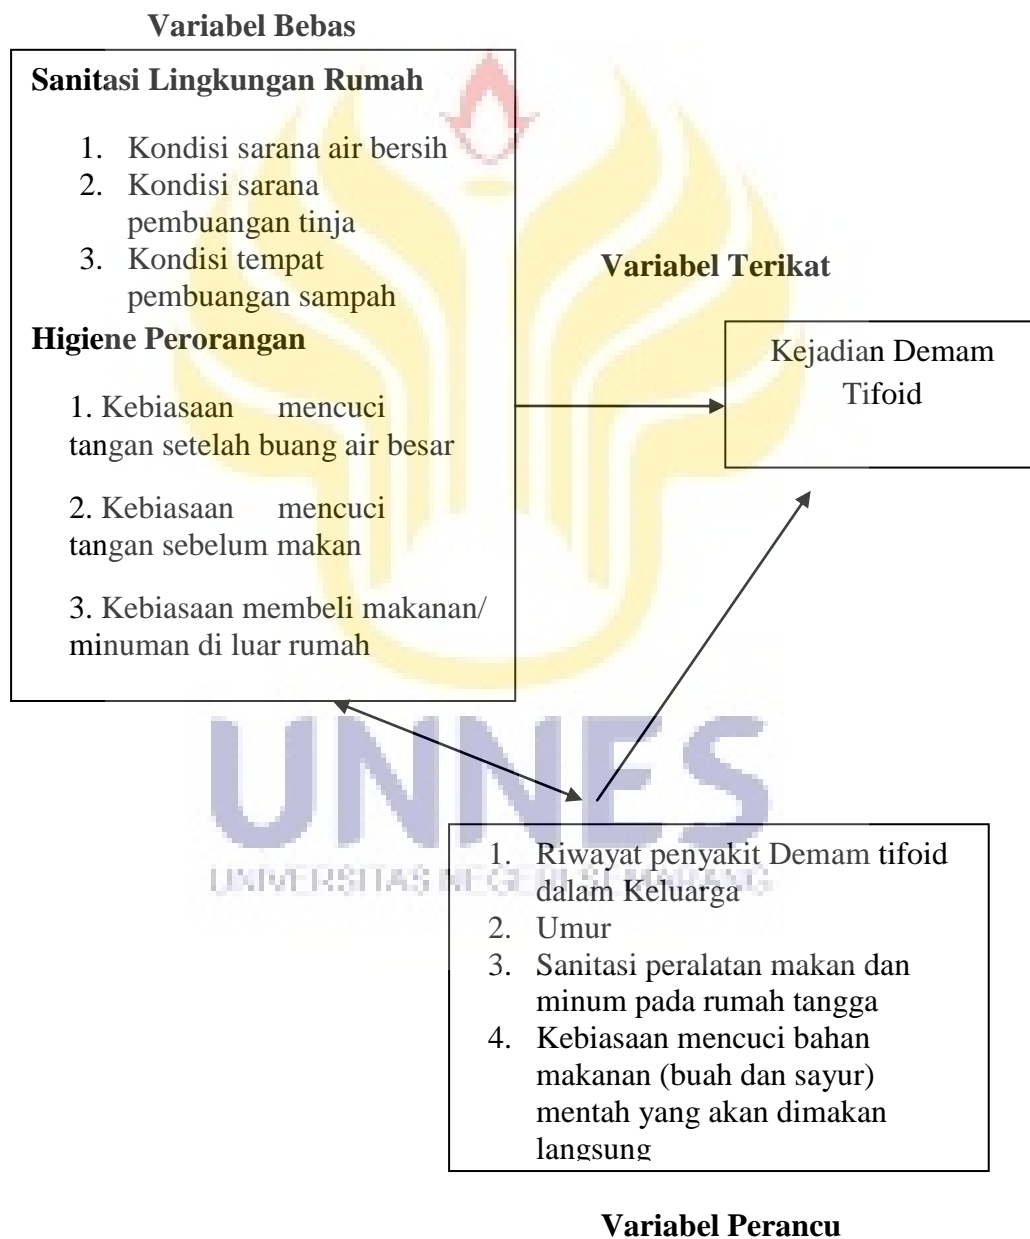 Variabel Bebas
Sanitasi Lingkungan Rumah
1. Kondisi sarana air bersih
2. Kondisi sarana
pembuangan tinja
3. Kondisi tempat
pembuangan sampah
Higiene Perorangan
1. Kebiasaan mencuci
tangan setelah buang air besar
2. Kebiasaan mencuci
tangan sebelum makan
3. Kebiasaan membeli makanan/
minuman di luar rumah
Variabel Terikat
Kejadian Demam
Tifoid
UNNES
UNIVERSITAS NEGERI SEMARANG
1. Riwayat penyakit Demam tifoid
dalam Keluarga
2. Umur
3. Sanitasi peralatan makan dan
minum pada rumah tangga
4. Kebiasaan mencuci bahan
makanan (buah dan sayur)
mentah yang akan dimakan
langsung
Variabel Perancu